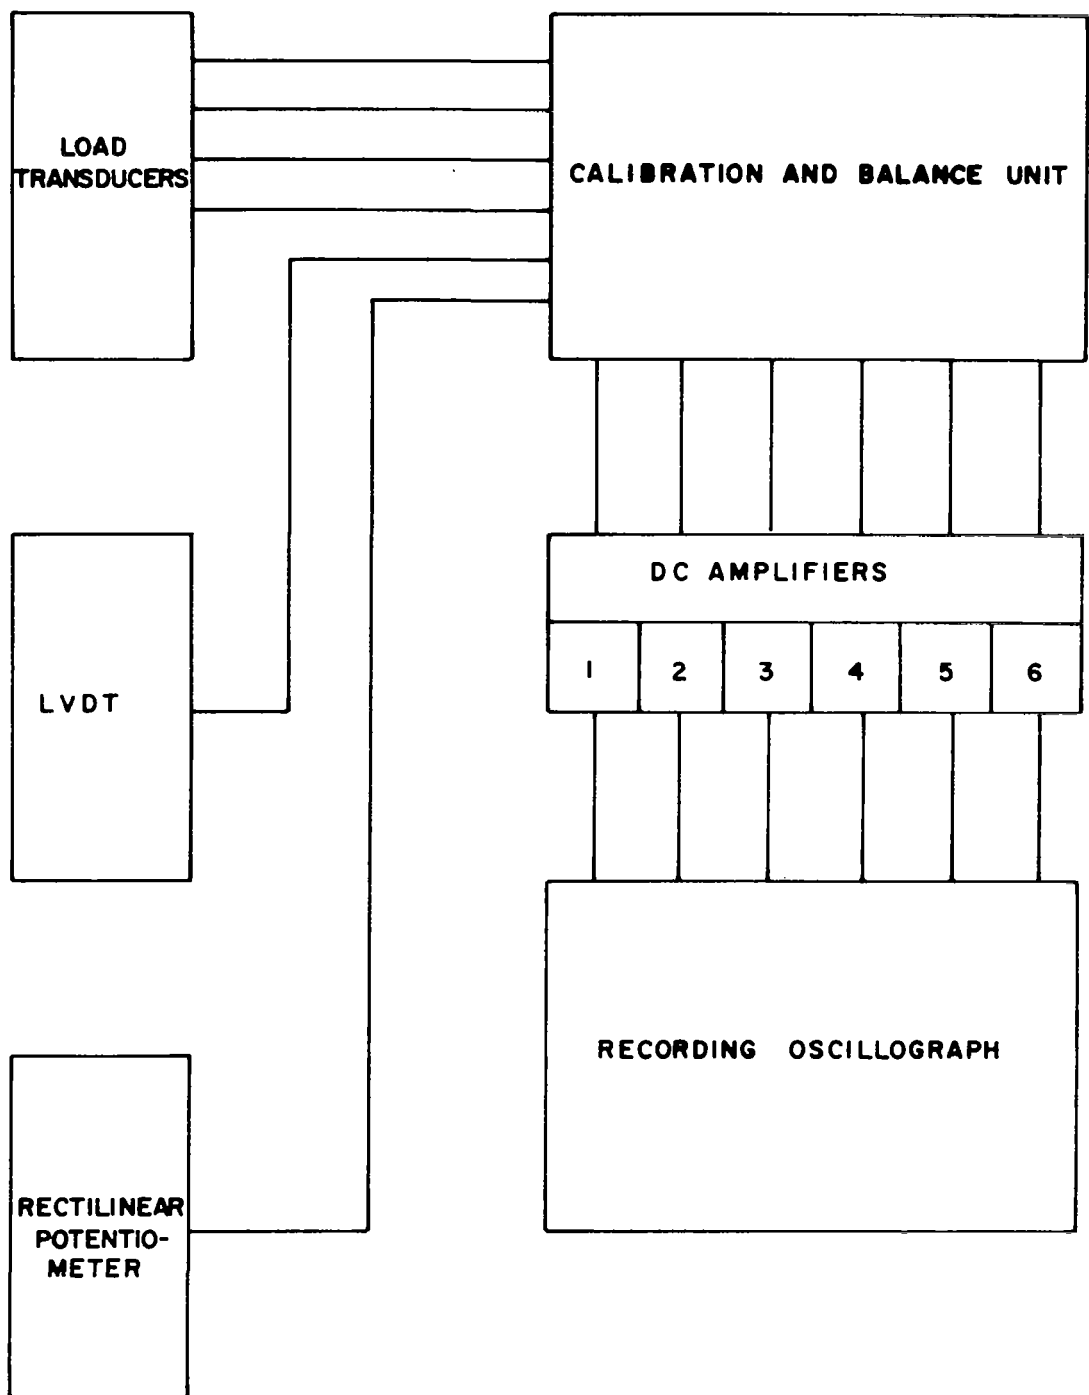 LOAD
TRANSDUCERS
CALIBRATION AND BALANCE UNIT
DC AMPLIFIERS
1 2 3 4 5 6
LVDT
RECORDING OSCILLOGRAPH
RECTILINEAR
POTENTIO-
METER